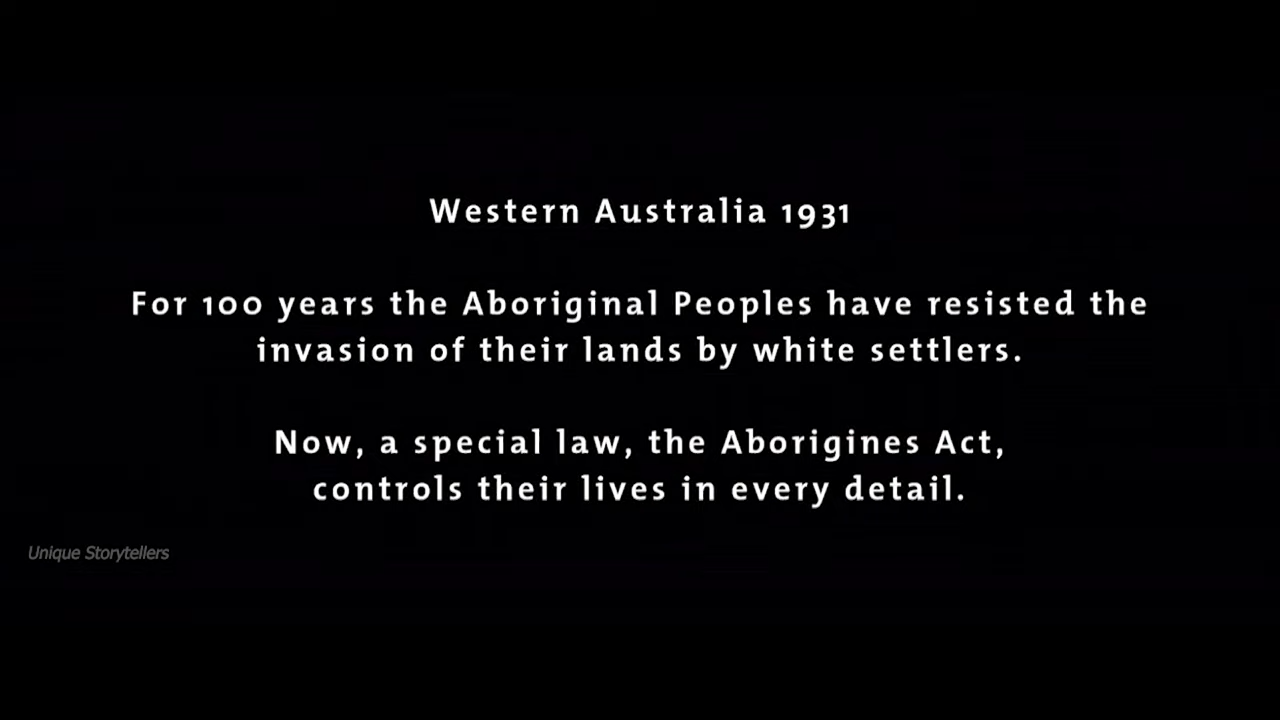 Western Australia 1931
For 100 years the Aboriginal Peoples have resisted the
invasion of their lands by white settlers.
Now, a special law, the Aborigines Act,
controls their lives in every detail.
Unique Storytellers